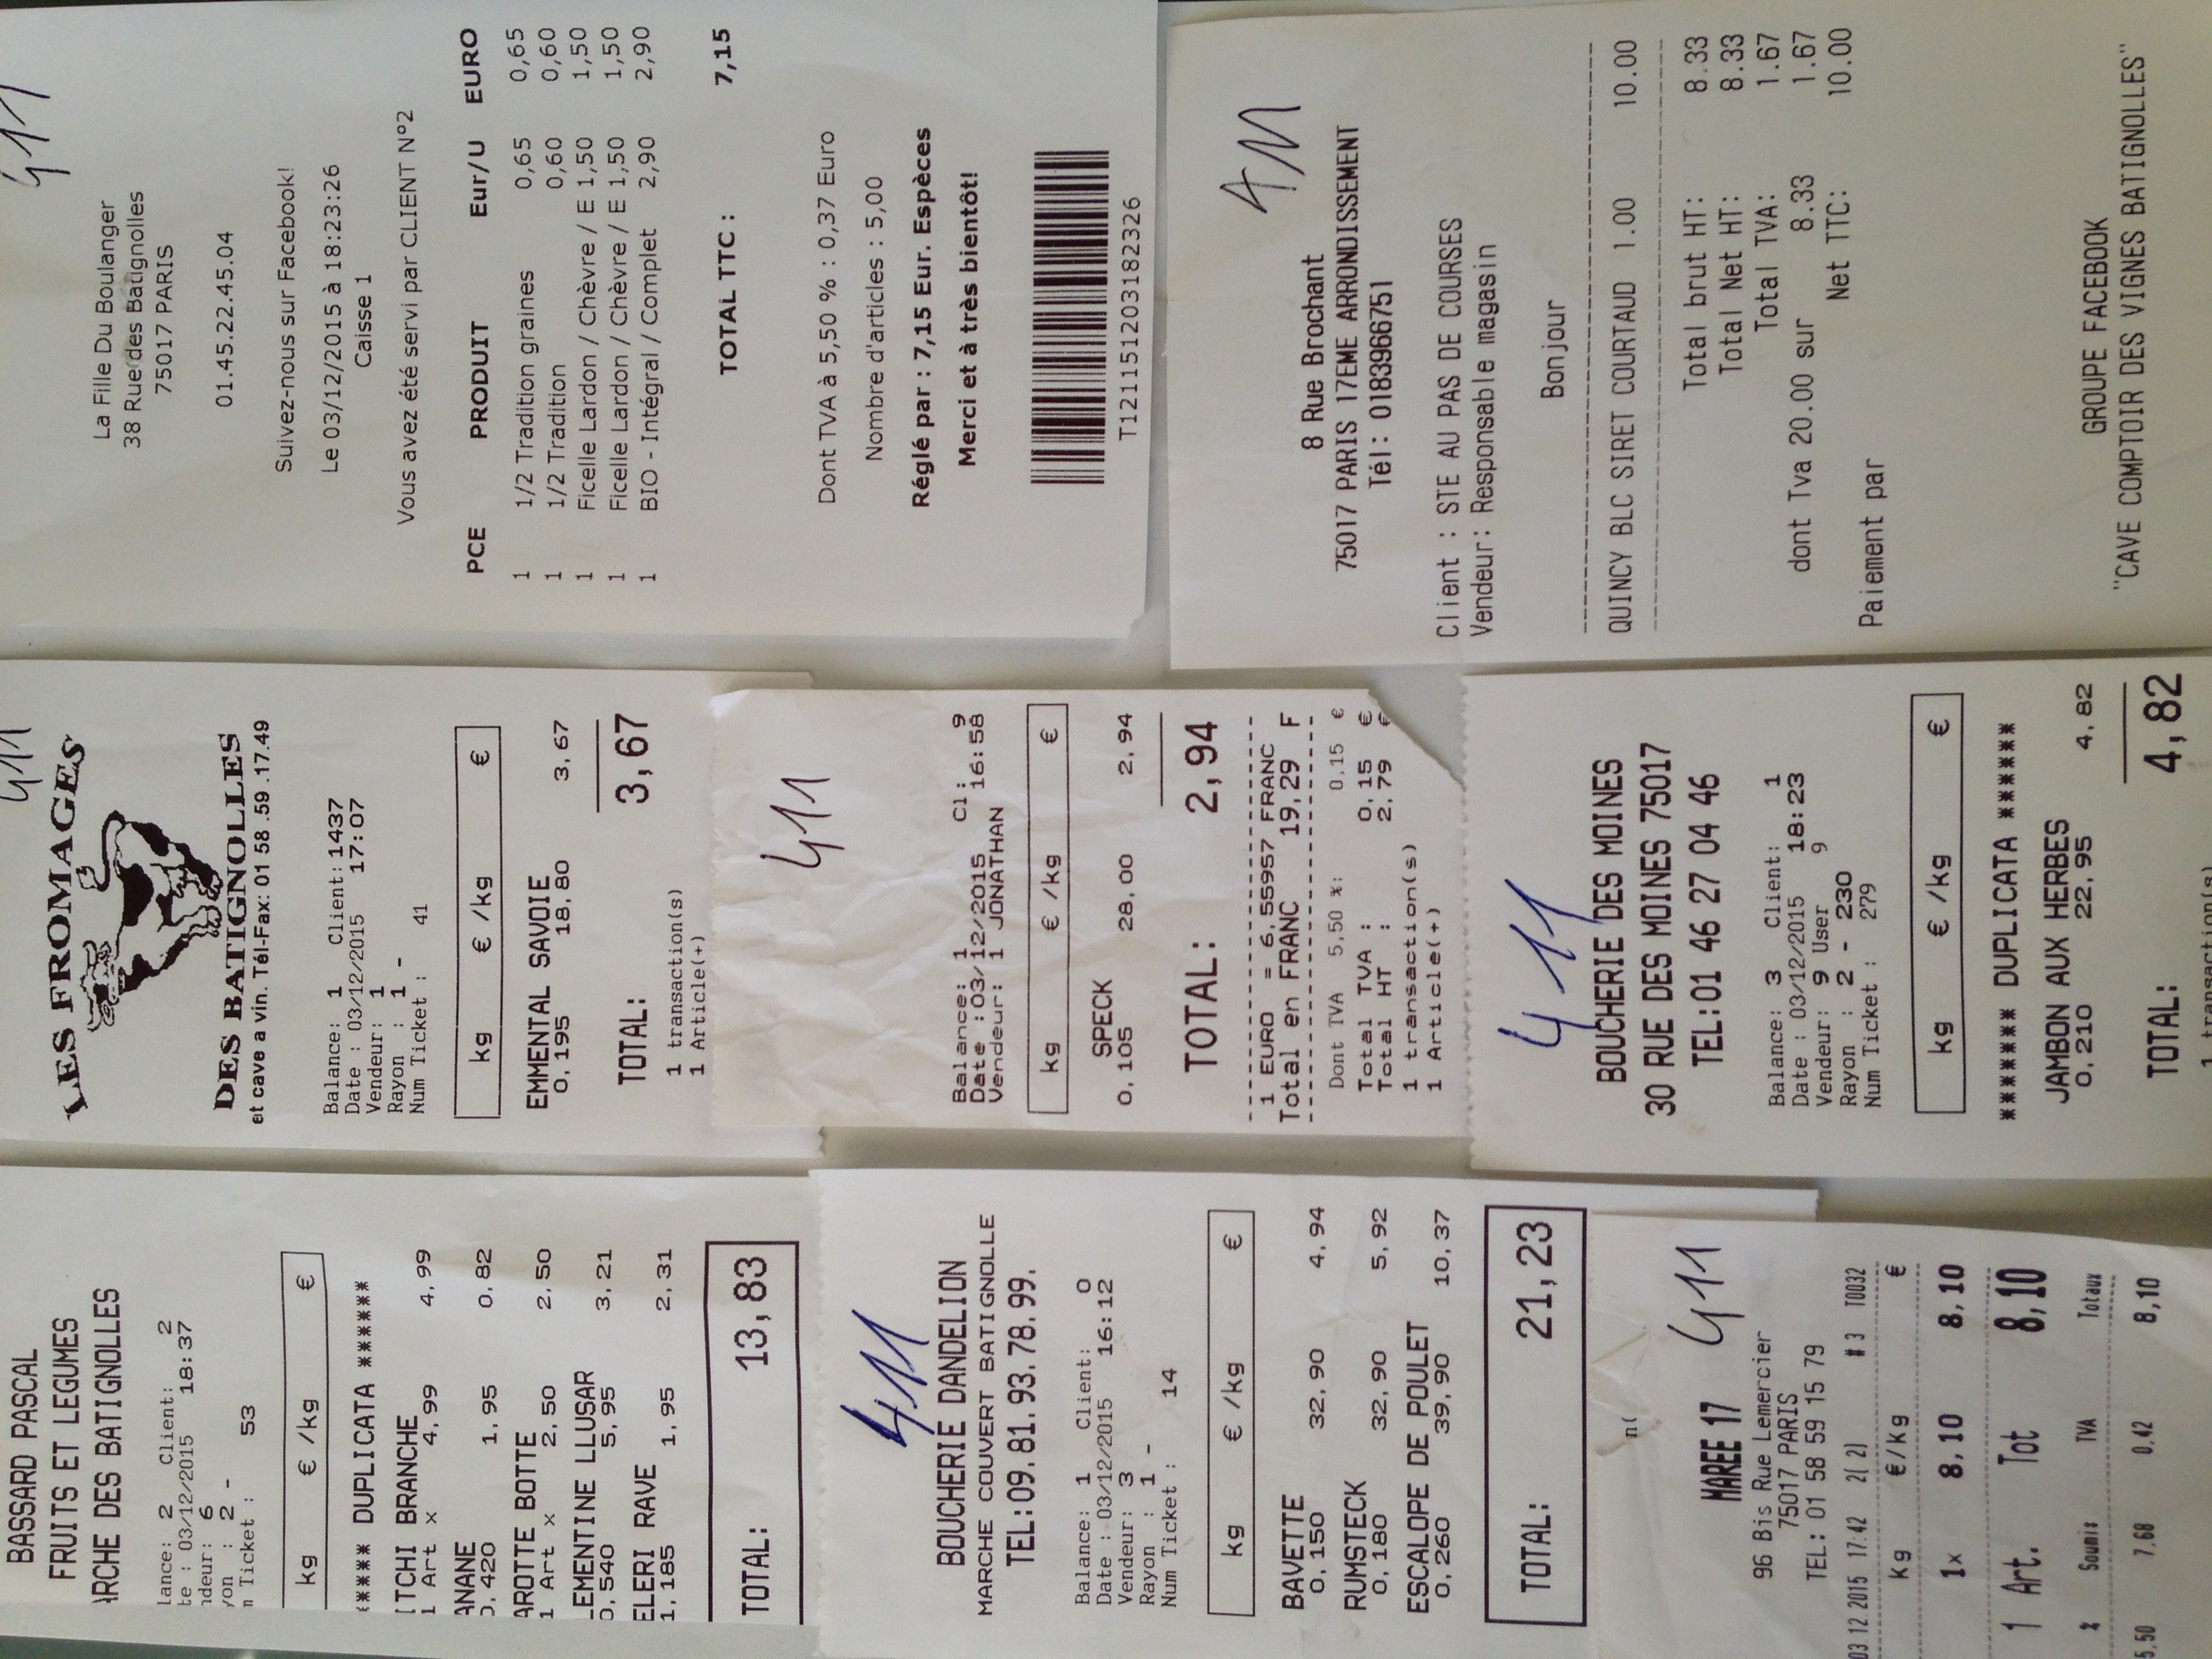 BASSARD PASCAL
FRUITS ET LEGUMES
ARCHE DES BATIGNOLLES
lance: 2 Client: 2
te : 03/12/2015 18:37
ndeur: 6
yon : 2 -
m Ticket : 53
kg € /kg €
***** DUPLICATA ******
ITCHI BRANCHE
1 Art x 4,99 4,99
ANANE
0,420 1,95 0,82
AROTTE BOTTE
1 Art x 2,50 2,50
LEMENTINE LLUSAR
0,540 5,95 3,21
ELERI RAVE
1,185 1,95 2,31
TOTAL: 13,83
411
BOUCHERIE DANDELION
MARCHE COUVERT BATIGNOLLE
TEL:09.81.93.78.99.
Balance: 1 Client: 0
Date : 03/12/2015 16:12
Vendeur: 3
Rayon : 1 -
Num Ticket : 14
kg € /kg €
BAVETTE
0,150 32,90 4,94
RUMSTECK
0,180 32,90 5,92
ESCALOPE DE POULET
0,260 39,90 10,37
TOTAL: 21,23
n(
411
MAREE 17
96 Bis Rue Lemercier
75017 PARIS
TEL: 01 58 59 15 79
03.12.2015 17:42 2( 2) #3 T0032
kg €/kg €
1x 8,10 8,10
1 Art. Tot 8,10
% Soumis TVA Totaux
5,50 7,68 0,42 8,10
411
LES FROMAGES
DES BATIGNOLLES
et cave a vin. Tél-Fax: 01 58 .59 .17.49
Balance: 1 Client: 1437
Date : 03/12/2015 17:07
Vendeur: 1
Rayon : 1 -
Num Ticket : 41
kg € /kg €
EMMENTAL SAVOIE
0,195 18,80 3,67
TOTAL: 3,67
1 transaction(s)
1 Article(+)
411
Balance: 1 Cl: 9
Date :03/12/2015 16:58
Vendeur: 1 JONATHAN
kg € /kg €
SPECK
0,105 28,00 2,94
TOTAL: 2,94
1 EURO = 6,55957 FRANC
Total en FRANC 19,29 F
Dont TVA 5,50 %: 0,15 €
Total TVA : 0,15 €
Total HT : 2,79 €
1 transaction(s)
1 Article(+)
411
BOUCHERIE DES MOINES
30 RUE DES MOINES 75017
TEL:01 46 27 04 46
Balance: 3 Client: 1
Date : 03/12/2015 18:23
Vendeur: 9 User 9
Rayon : 2 - 230
Num Ticket : 279
kg € /kg €
******* DUPLICATA ******
JAMBON AUX HERBES
0,210 22,95 4,82
TOTAL: 4,82
1 transaction(s)
411
La Fille Du Boulanger
38 Rue des Batignolles
75017 PARIS
01.45.22.45.04
Suivez-nous sur Facebook!
Le 03/12/2015 à 18:23:26
Caisse 1
Vous avez été servi par CLIENT N°2
PCE PRODUIT Eur/U EURO
1 1/2 Tradition graines 0,65 0,65
1 1/2 Tradition 0,60 0,60
1 Ficelle Lardon / Chèvre / E 1,50 1,50
1 Ficelle Lardon / Chèvre / E 1,50 1,50
1 BIO - Intégral / Complet 2,90 2,90
TOTAL TTC : 7,15
Dont TVA à 5,50 % : 0,37 Euro
Nombre d'articles : 5,00
Réglé par : 7,15 Eur. Espèces
Merci et à très bientôt!
T121151203182326
411
8 Rue Brochant
75017 PARIS 17EME ARRONDISSEMENT
Tél: 0183966751
Client : STE AU PAS DE COURSES
Vendeur: Responsable magasin
Bonjour
QUINCY BLC SIRET COURTAUD 1.00 10.00
Total brut HT: 8.33
Total Net HT: 8.33
Total TVA: 1.67
dont Tva 20.00 sur 8.33 1.67
Net TTC: 10.00
Paiement par
GROUPE FACEBOOK
"CAVE COMPTOIR DES VIGNES BATIGNOLLES"